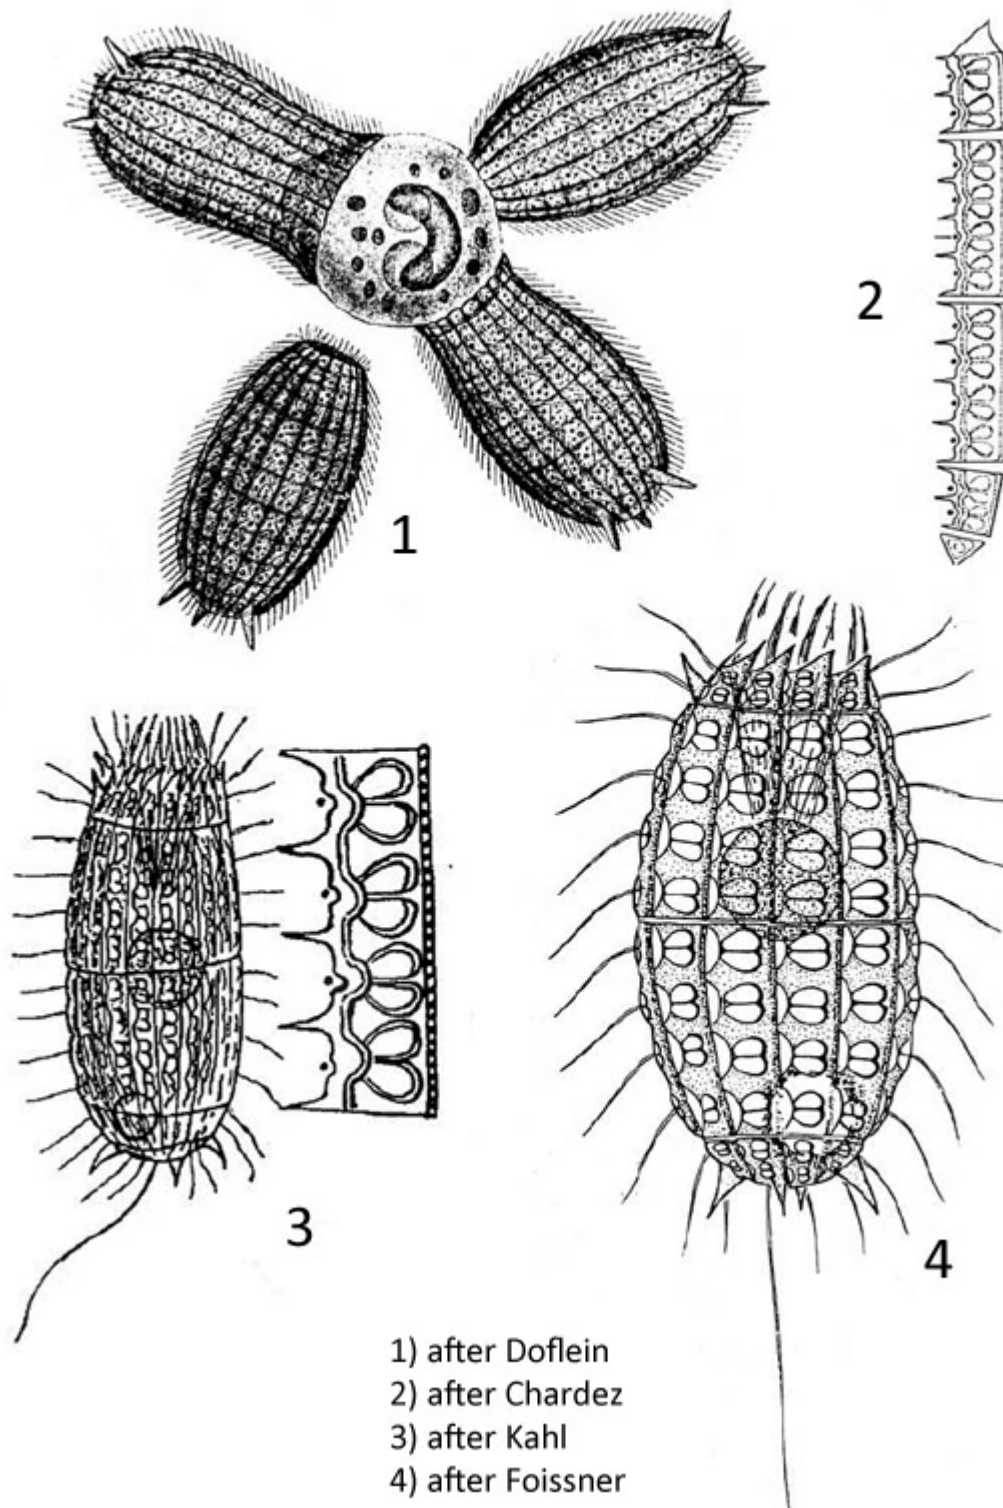 1
2
3
4
1) after Doflein
2) after Chardez
3) after Kahl
4) after Foissner